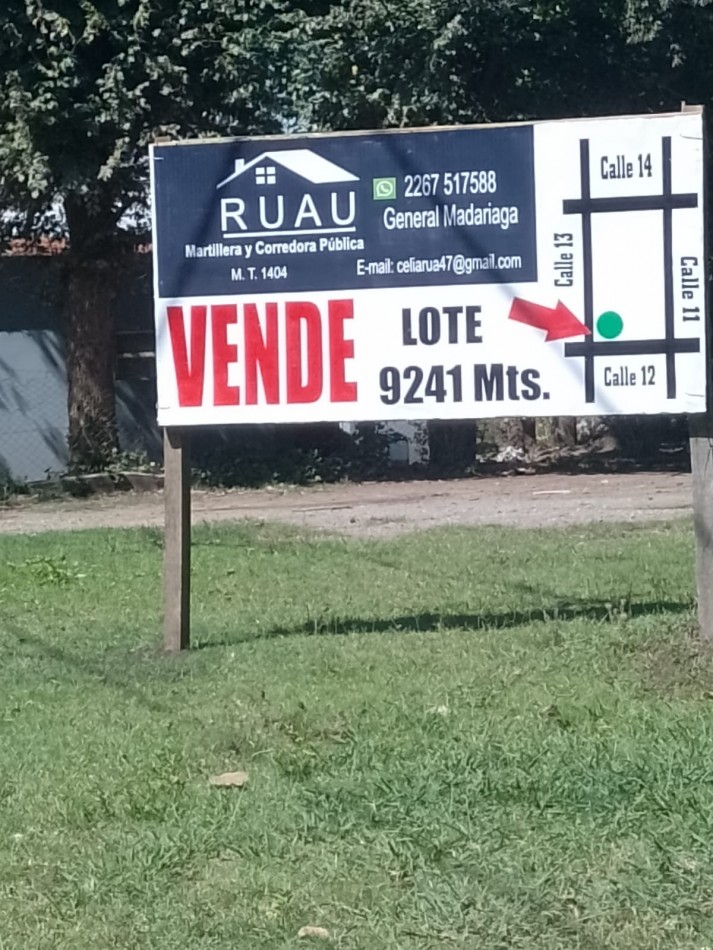 RUAU
Martillera y Corredora Pública
M. T. 1404
2267 517588
General Madariaga
E-mail: celiarua47@gmail.com
VENDE
LOTE
9241 Mts.
Calle 14
Calle 13
Calle 11
Calle 12